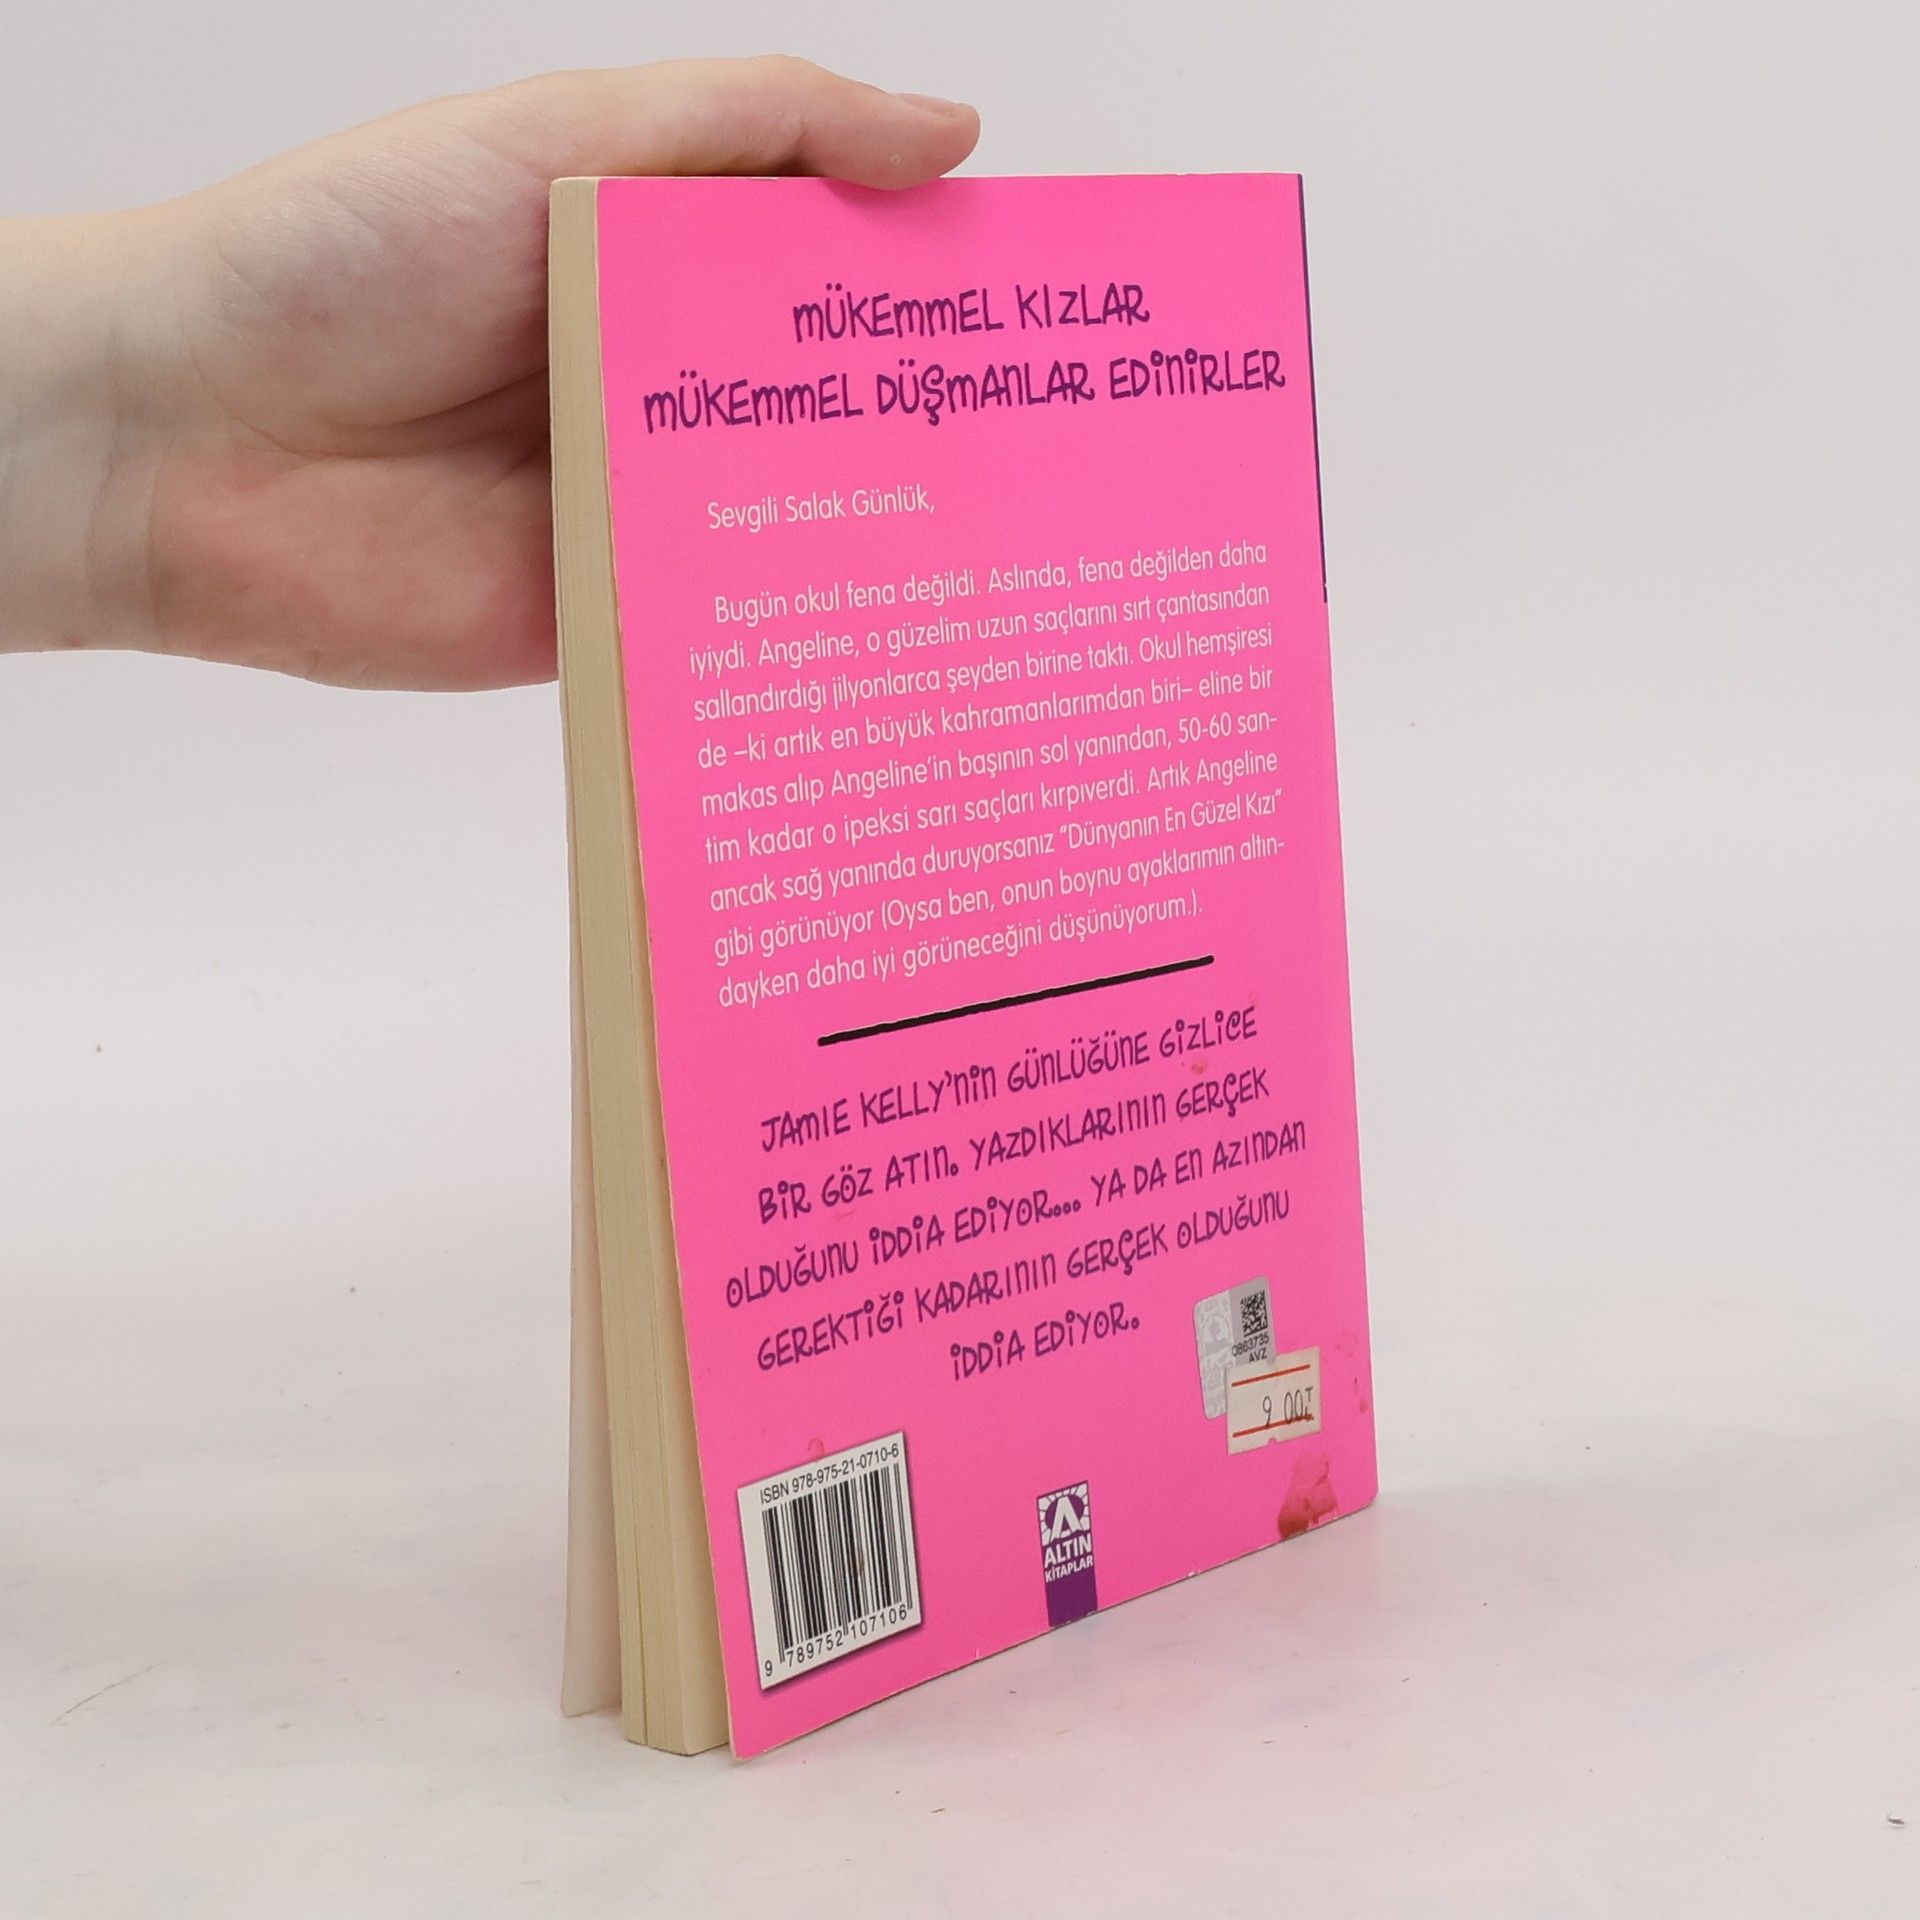 MÜKEMMEL KIZLAR
MÜKEMMEL DÜŞMANLAR EDİNİRLER
Sevgili Salak Günlük,
Bugün okul fena değildi. Aslında, fena değilden daha
iyiydi. Angeline, o güzelim uzun saçlarını sırt çantasından
sallandırdığı jilyonlarca şeyden birine taktı. Okul hemşiresi
de –ki artık en büyük kahramanlarımdan biri– eline bir
makas alıp Angeline'in başının sol yanından, 50-60 san-
tim kadar o ipeksi sarı saçları kırpıverdi. Artık Angeline
ancak sağ yanında duruyorsanız "Dünyanın En Güzel Kızı"
gibi görünüyor (Oysa ben, onun boynu ayaklarımın altın-
dayken daha iyi görüneceğini düşünüyorum.).
JAMIE KELLY'NİN GÜNLÜĞÜNE GİZLİCE
BİR GÖZ ATIN. YAZDIKLARININ GERÇEK
OLDUĞUNU İDDİA EDİYOR... YA DA EN AZINDAN
GEREKTİĞİ KADARININ GERÇEK OLDUĞUNU
İDDİA EDİYOR.
0863735
AVZ
9 00
ISBN 978-975-21-0710-6
9 789752 107106
ALTIN
KİTAPLAR